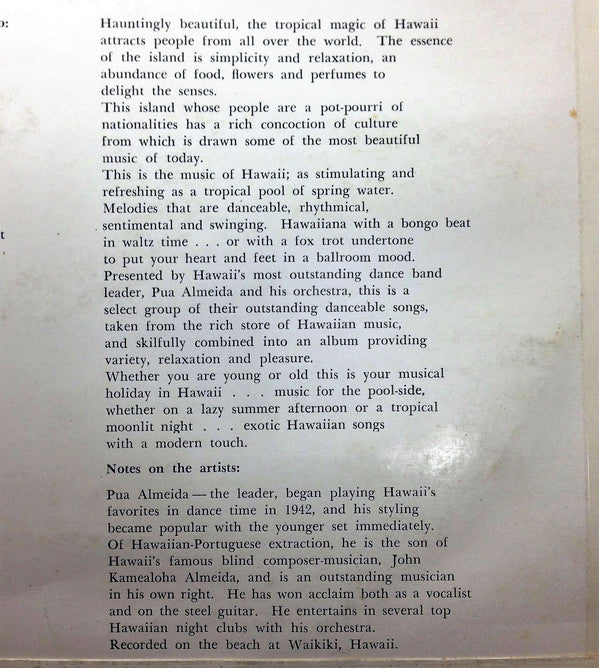 o:
Hauntingly beautiful, the tropical magic of Hawaii
attracts people from all over the world. The essence
of the island is simplicity and relaxation, an
abundance of food, flowers and perfumes to
delight the senses.
This island whose people are a pot-pourri of
nationalities has a rich concoction of culture
from which is drawn some of the most beautiful
music of today.
This is the music of Hawaii; as stimulating and
refreshing as a tropical pool of spring water.
Melodies that are danceable, rhythmical,
t
sentimental and swinging. Hawaiiana with a bongo beat
in waltz time . . . or with a fox trot undertone
to put your heart and feet in a ballroom mood.
Presented by Hawaii's most outstanding dance band
leader, Pua Almeida and his orchestra, this is a
select group of their outstanding danceable songs,
taken from the rich store of Hawaiian music,
and skilfully combined into an album providing
variety, relaxation and pleasure.
Whether you are young or old this is your musical
holiday in Hawaii . . . music for the pool-side,
whether on a lazy summer afternoon or a tropical
moonlit night . . . exotic Hawaiian songs
with a modern touch.
Notes on the artists:
Pua Almeida — the leader, began playing Hawaii's
favorites in dance time in 1942, and his styling
became popular with the younger set immediately.
Of Hawaiian-Portuguese extraction, he is the son of
Hawaii's famous blind composer-musician, John
Kamealoha Almeida, and is an outstanding musician
in his own right. He has won acclaim both as a vocalist
and on the steel guitar. He entertains in several top
Hawaiian night clubs with his orchestra.
Recorded on the beach at Waikiki, Hawaii.